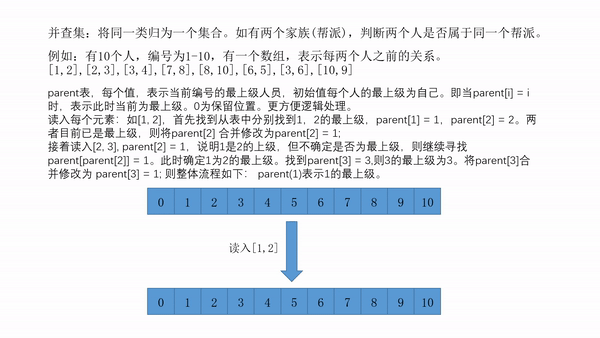 并查集：将同一类归为一个集合。如有两个家族(帮派)，判断两个人是否属于同一个帮派。
例如：有10个人，编号为1-10，有一个数组，表示每两个人之前的关系。
[1,2],[2,3],[3,4],[7,8],[8,10],[6,5],[3,6],[10,9]
parent表，每个值，表示当前编号的最上级人员，初始值每个人的最上级为自己。即当parent[i] = i
时，表示此时当前为最上级。0为保留位置。更方便逻辑处理。
读入每个元素：如[1, 2]，首先找到从表中分别找到1，2的最上级，parent[1] = 1，parent[2] = 2。两
者目前已是最上级，则将parent[2] 合并修改为parent[2] = 1;
接着读入[2, 3], parent[2] = 1，说明1是2的上级，但不确定是否为最上级，则继续寻找
parent[parent[2]] = 1。此时确定1为2的最上级。找到parent[3] = 3,则3的最上级为3。将parent[3]合
并修改为 parent[3] = 1; 则整体流程如下： parent(1)表示1的最上级。
0 1 2 3 4 5 6 7 8 9 10
读入[1,2]
0 1 2 3 4 5 6 7 8 9 10